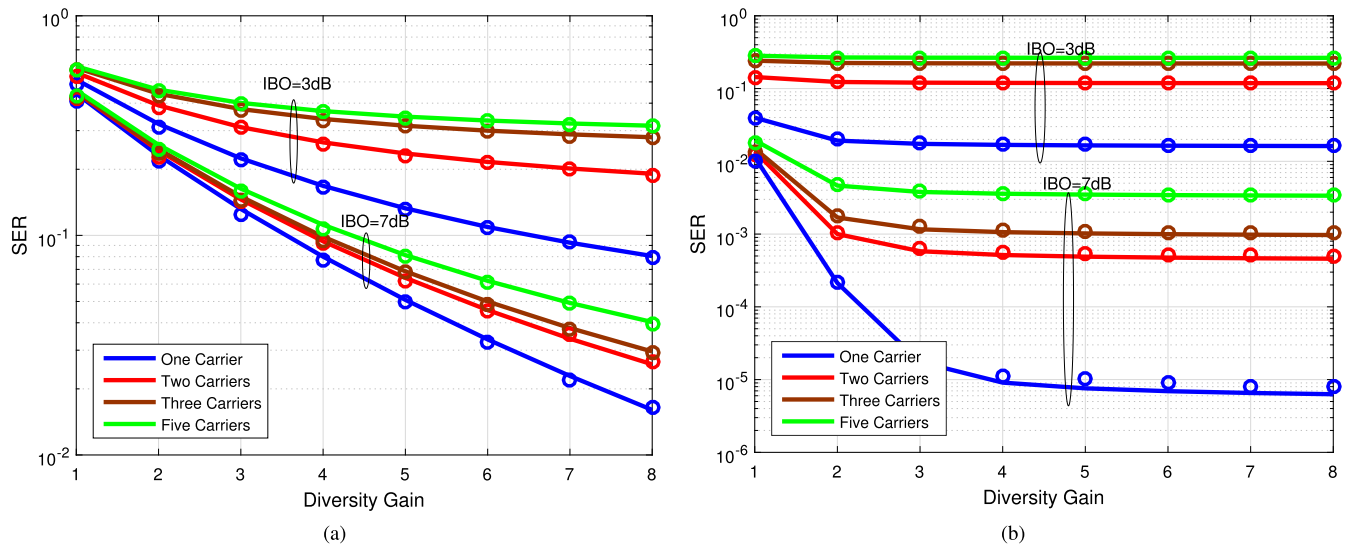 10^0
10^-1
10^-2
SER
IBO=3dB
IBO=7dB
One Carrier
Two Carriers
Three Carriers
Five Carriers
1 2 3 4 5 6 7 8
Diversity Gain
(a)
10^0
10^-1
10^-2
10^-3
10^-4
10^-5
10^-6
SER
IBO=3dB
IBO=7dB
One Carrier
Two Carriers
Three Carriers
Five Carriers
1 2 3 4 5 6 7 8
Diversity Gain
(b)